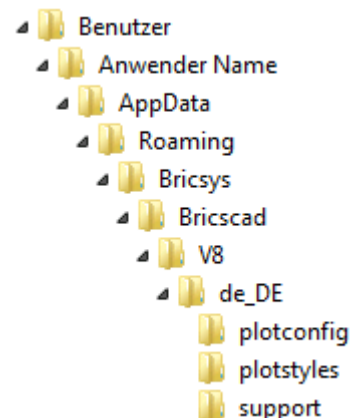 Benutzer
Anwender Name
AppData
Roaming
Bricsys
Bricscad
V8
de_DE
plotconfig
plotstyles
support